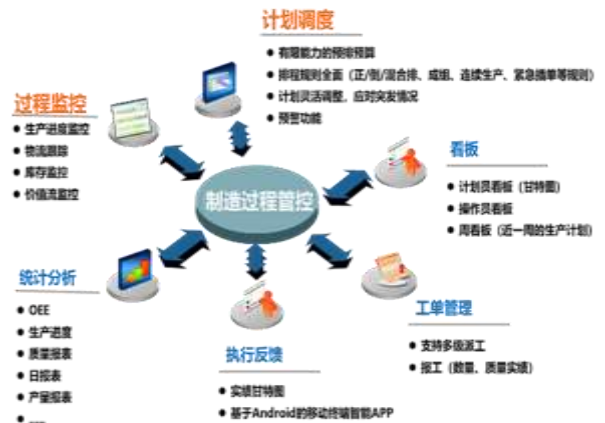 计划调度
● 有限能力的预排预算
● 排程规则全面（正/倒/混合排、成组、连续生产、紧急插单等规则）
● 计划灵活调整，应时突发情况
● 预警功能
过程监控
● 生产进度监控
● 物流跟踪
● 库存监控
● 价值流监控
看板
● 计划员看板（甘特图）
● 操作员看板
● 周看板（近一周的生产计划）
制造过程管控
统计分析
● OEE
● 生产进度
● 质量报表
● 日报表
● 产量报表
● ……
执行反馈
● 实绩甘特图
● 基于Android的移动终端智能APP
工单管理
● 支持多级派工
● 报工（数量、质量实绩）